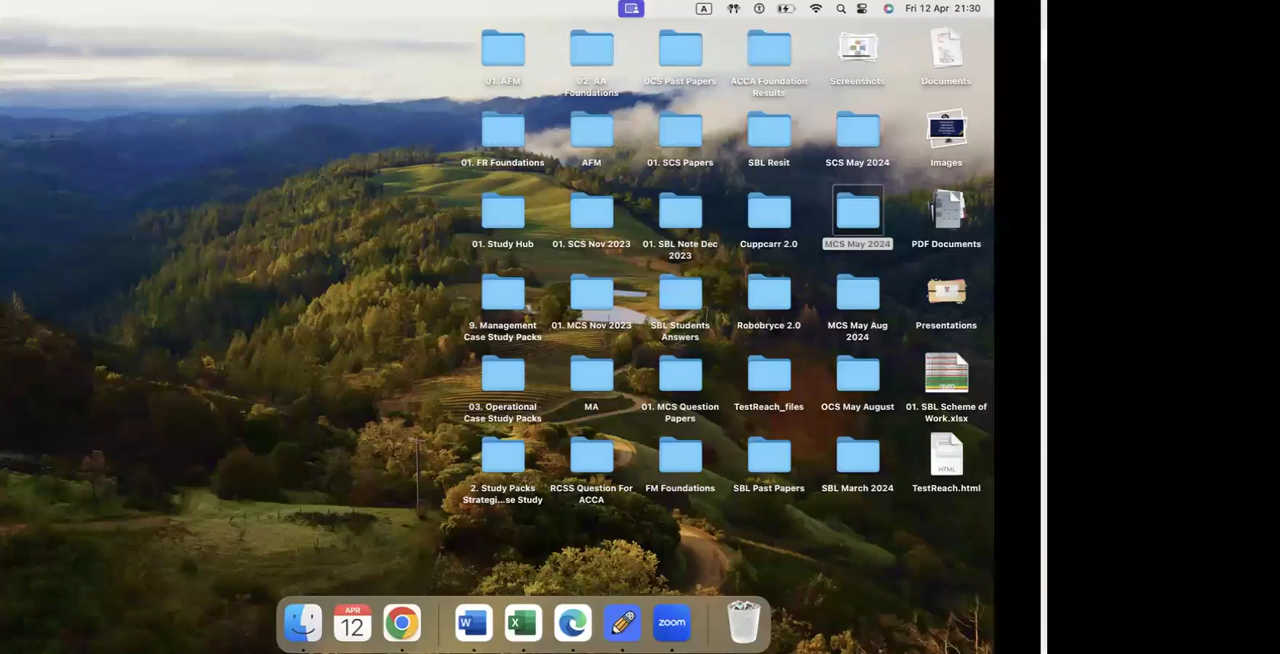 A
Fri 12 Apr 21:30
01. AFM
02. AA
Foundations
OCS Past Papers
ACCA Foundation
Results
Screenshots
Documents
01. FR Foundations
AFM
01. SCS Papers
SBL Resit
SCS May 2024
Images
01. Study Hub
01. SCS Nov 2023
01. SBL Note Dec
2023
Cuppcarr 2.0
MCS May 2024
PDF Documents
9. Management
Case Study Packs
01. MCS Nov 2023
SBL Students
Answers
Robobryce 2.0
MCS May Aug
2024
Presentations
03. Operational
Case Study Packs
MA
01. MCS Question
Papers
TestReach_files
OCS May August
01. SBL Scheme of
Work.xlsx
2. Study Packs
Strategi...se Study
RCSS Question For
ACCA
FM Foundations
SBL Past Papers
SBL March 2024
HTML
TestReach.html
APR
12
W
X
zoom